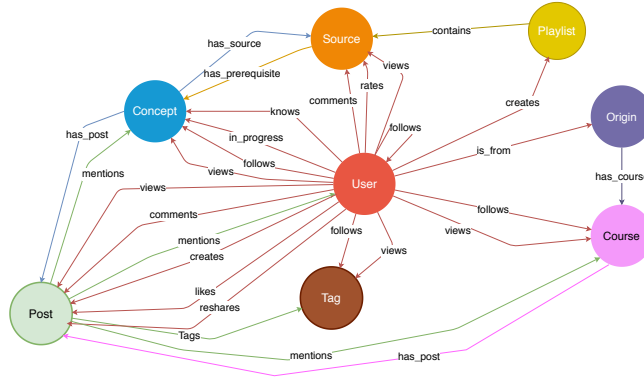 Playlist
contains
Source
has_source
views
has_prerequisite
rates
comments
creates
Concept
knows
Origin
follows
has_post
in_progress
is_from
follows
mentions
views
has_course
User
views
follows
comments
views
follows
Course
mentions
views
creates
likes
Tag
reshares
Post
Tags
mentions
has_post